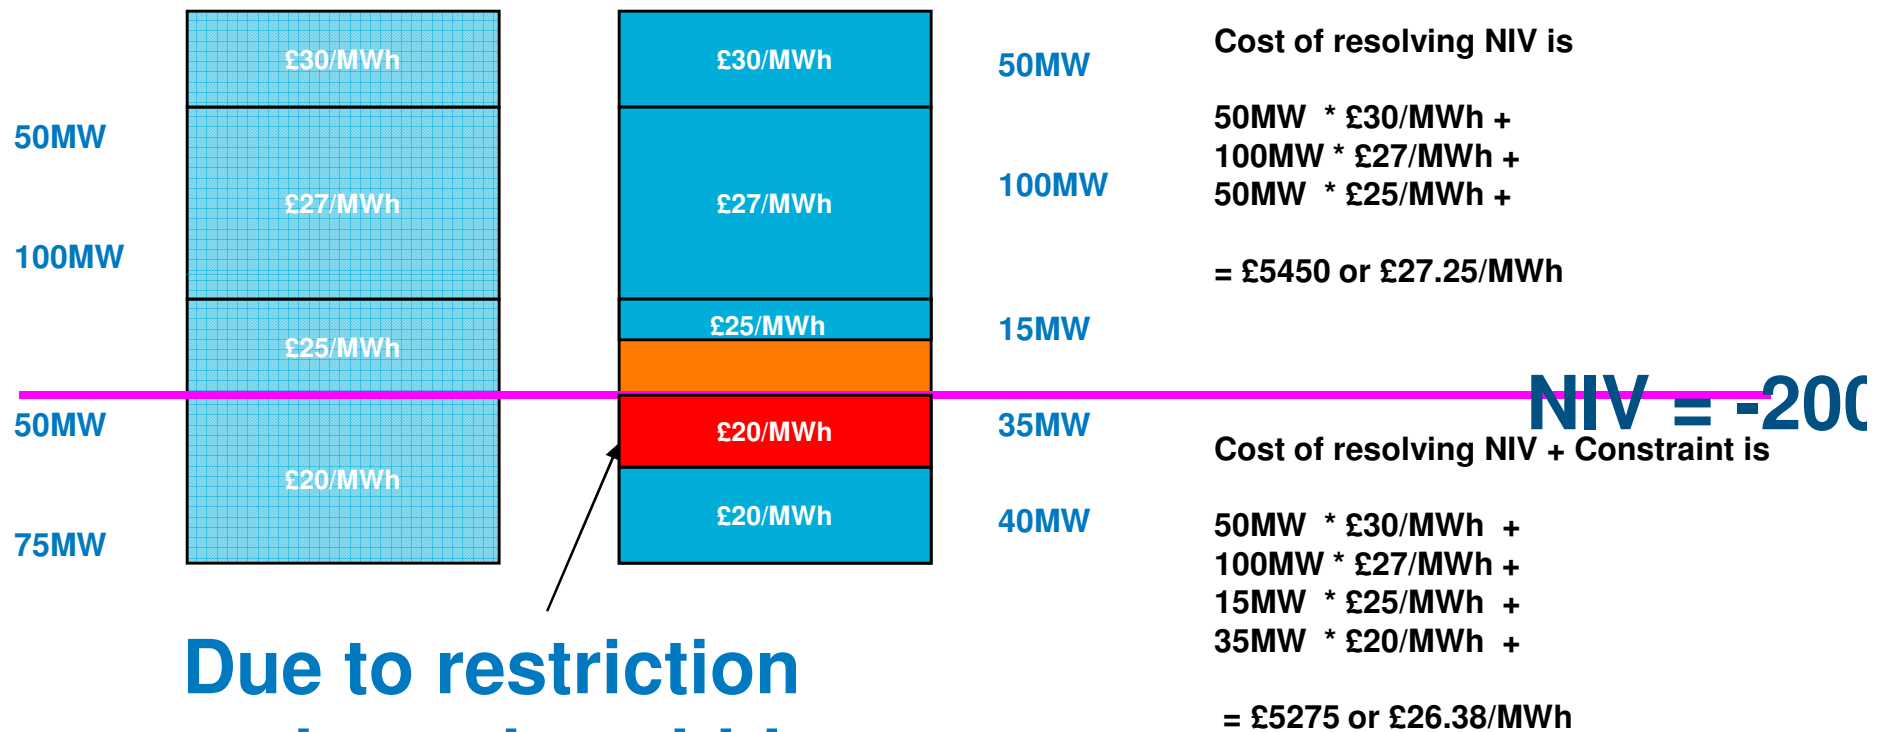 50MW
100MW
50MW
75MW
£30/MWh
£27/MWh
£25/MWh
£20/MWh
£30/MWh
£27/MWh
£25/MWh
£20/MWh
£20/MWh
50MW
100MW
15MW
35MW
40MW
Cost of resolving NIV is
50MW * £30/MWh +
100MW * £27/MWh +
50MW * £25/MWh +
= £5450 or £27.25/MWh
NIV = -200
Cost of resolving NIV + Constraint is
50MW * £30/MWh +
100MW * £27/MWh +
15MW * £25/MWh +
35MW * £20/MWh +
= £5275 or £26.38/MWh
Due to restriction